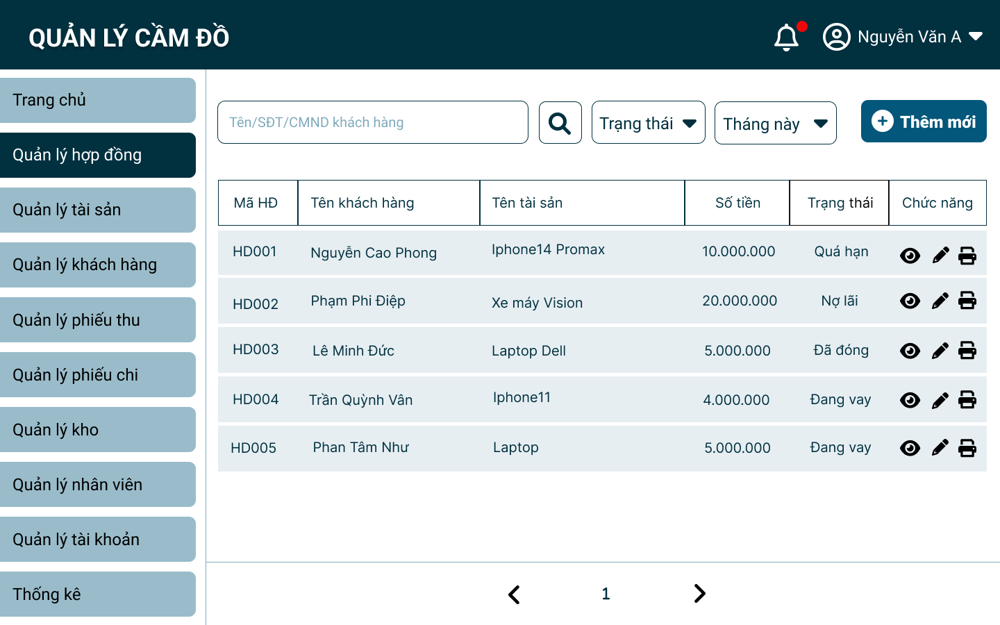 QUẢN LÝ CẦM ĐỒ
Nguyễn Văn A
Trang chủ
Quản lý hợp đồng
Quản lý tài sản
Quản lý khách hàng
Quản lý phiếu thu
Quản lý phiếu chi
Quản lý kho
Quản lý nhân viên
Quản lý tài khoản
Thống kê
Tên/SĐT/CMND khách hàng
Trạng thái
Tháng này
Thêm mới
Mã HĐ Tên khách hàng Tên tài sản Số tiền Trạng thái Chức năng
HD001 Nguyễn Cao Phong Iphone14 Promax 10.000.000 Quá hạn
HD002 Phạm Phi Điệp Xe máy Vision 20.000.000 Nợ lãi
HD003 Lê Minh Đức Laptop Dell 5.000.000 Đã đóng
HD004 Trần Quỳnh Vân Iphone11 4.000.000 Đang vay
HD005 Phan Tâm Như Laptop 5.000.000 Đang vay
1